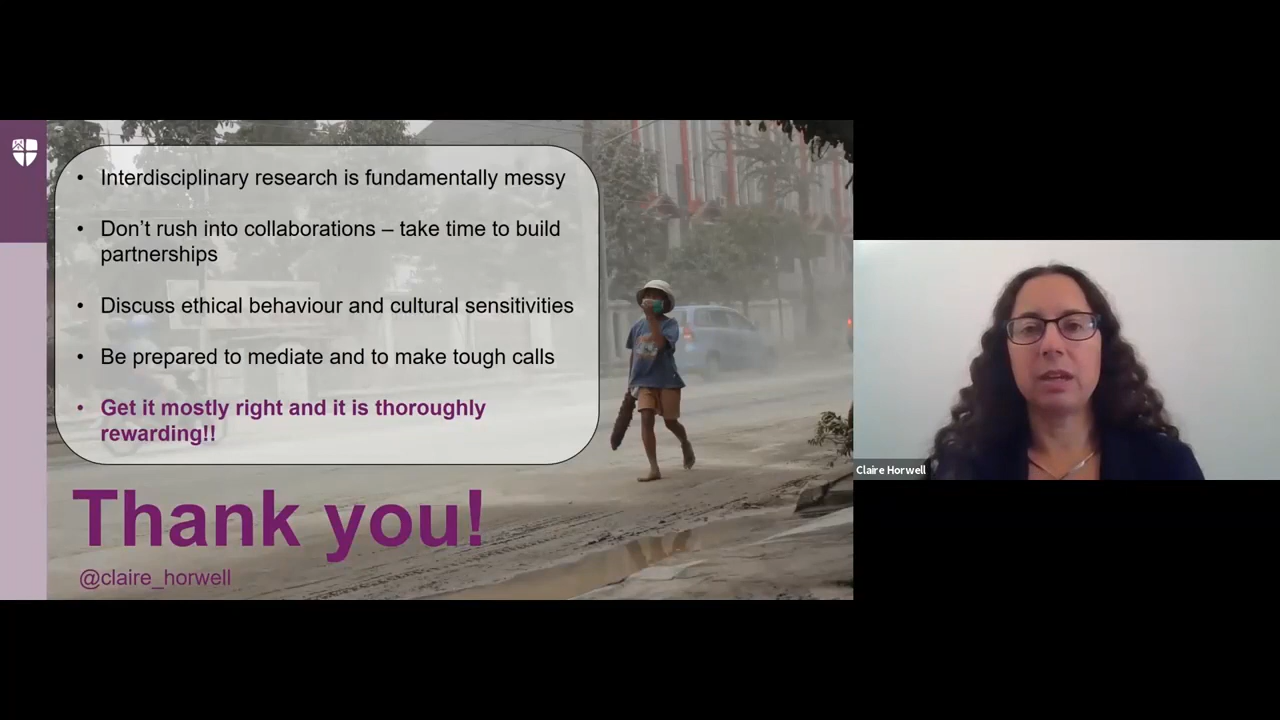 • Interdisciplinary research is fundamentally messy
• Don’t rush into collaborations – take time to build
partnerships
• Discuss ethical behaviour and cultural sensitivities
• Be prepared to mediate and to make tough calls
• Get it mostly right and it is thoroughly
rewarding!!
Thank you!
@claire_horwell
Claire Horwell